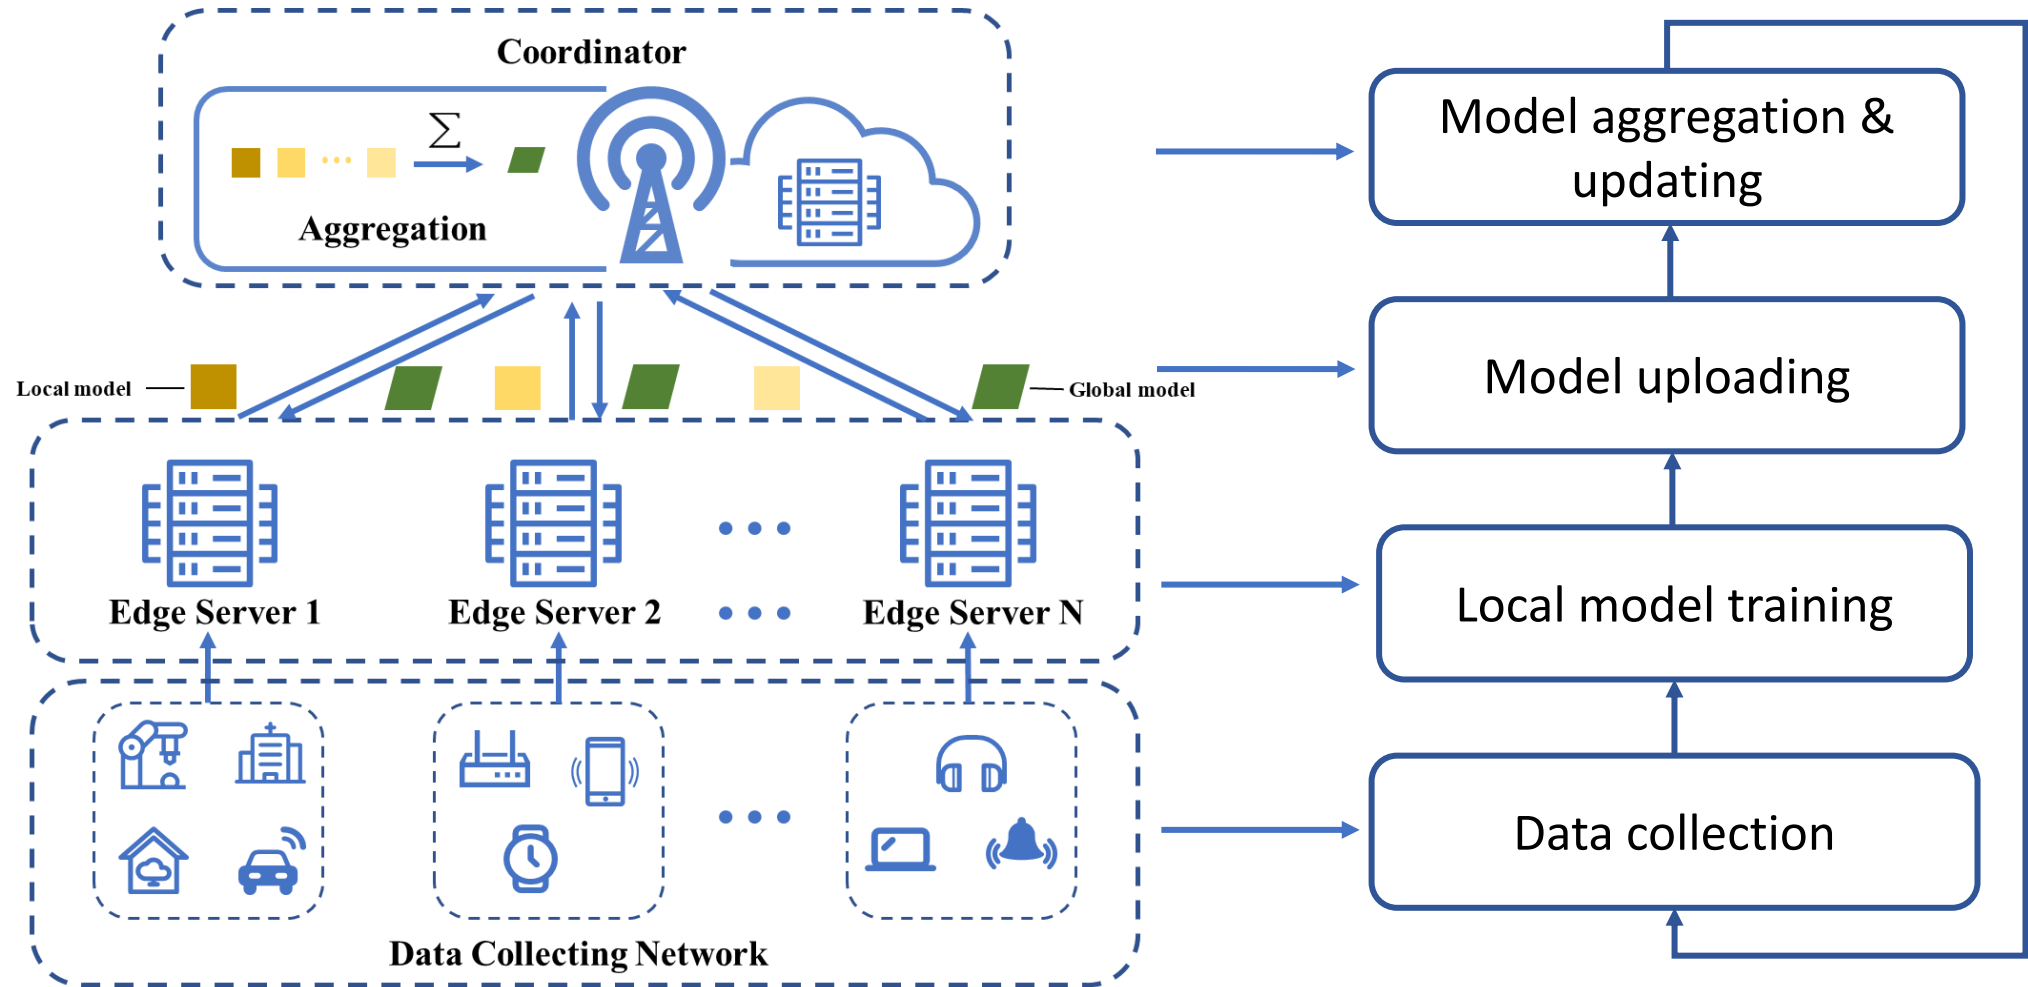 Coordinator
∑
Aggregation
Local model
Global model
Edge Server 1
Edge Server 2
Edge Server N
Data Collecting Network
Model aggregation &
updating
Model uploading
Local model training
Data collection